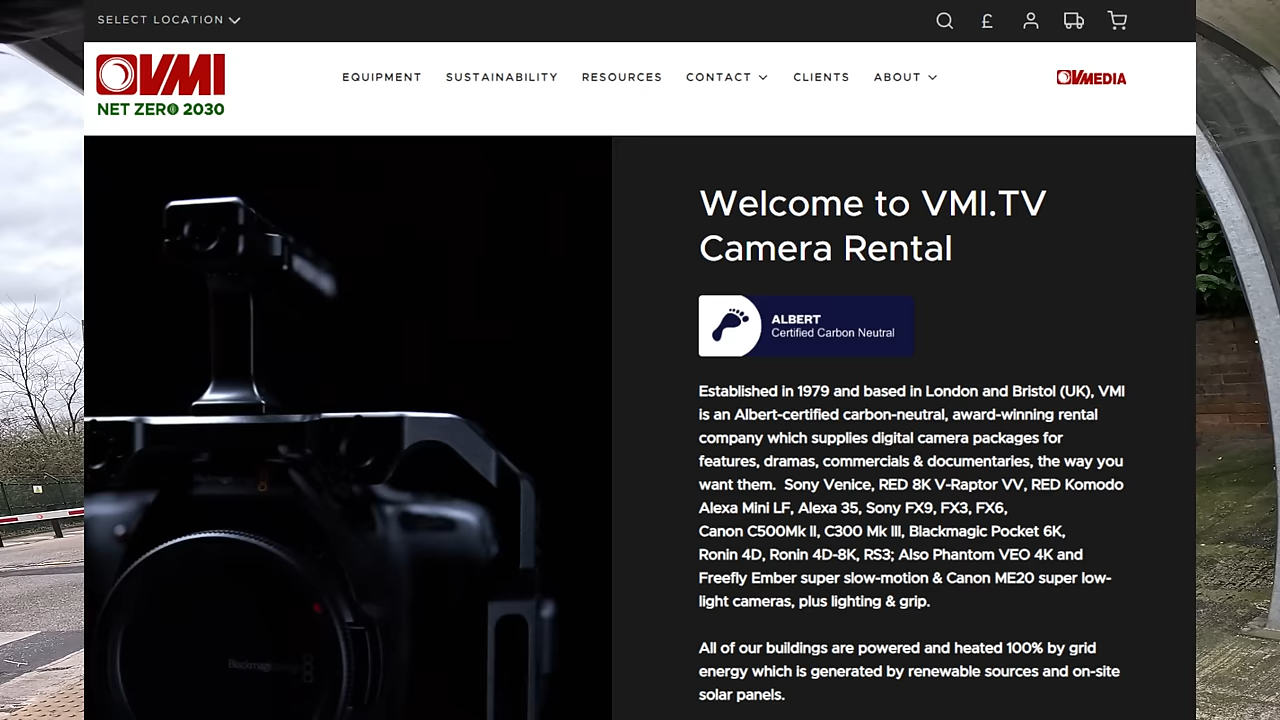 SELECT LOCATION
£
VMI
NET ZERO 2030
EQUIPMENT SUSTAINABILITY RESOURCES CONTACT CLIENTS ABOUT
VMEDIA
Welcome to VMI.TV
Camera Rental
ALBERT
Certified Carbon Neutral
Established in 1979 and based in London and Bristol (UK), VMI
is an Albert-certified carbon-neutral, award-winning rental
company which supplies digital camera packages for
features, dramas, commercials & documentaries, the way you
want them. Sony Venice, RED 8K V-Raptor VV, RED Komodo
Alexa Mini LF, Alexa 35, Sony FX9, FX3, FX6,
Canon C500Mk II, C300 Mk III, Blackmagic Pocket 6K,
Ronin 4D, Ronin 4D-8K, RS3; Also Phantom VEO 4K and
Freefly Ember super slow-motion & Canon ME20 super low-
light cameras, plus lighting & grip.
All of our buildings are powered and heated 100% by grid
energy which is generated by renewable sources and on-site
solar panels.